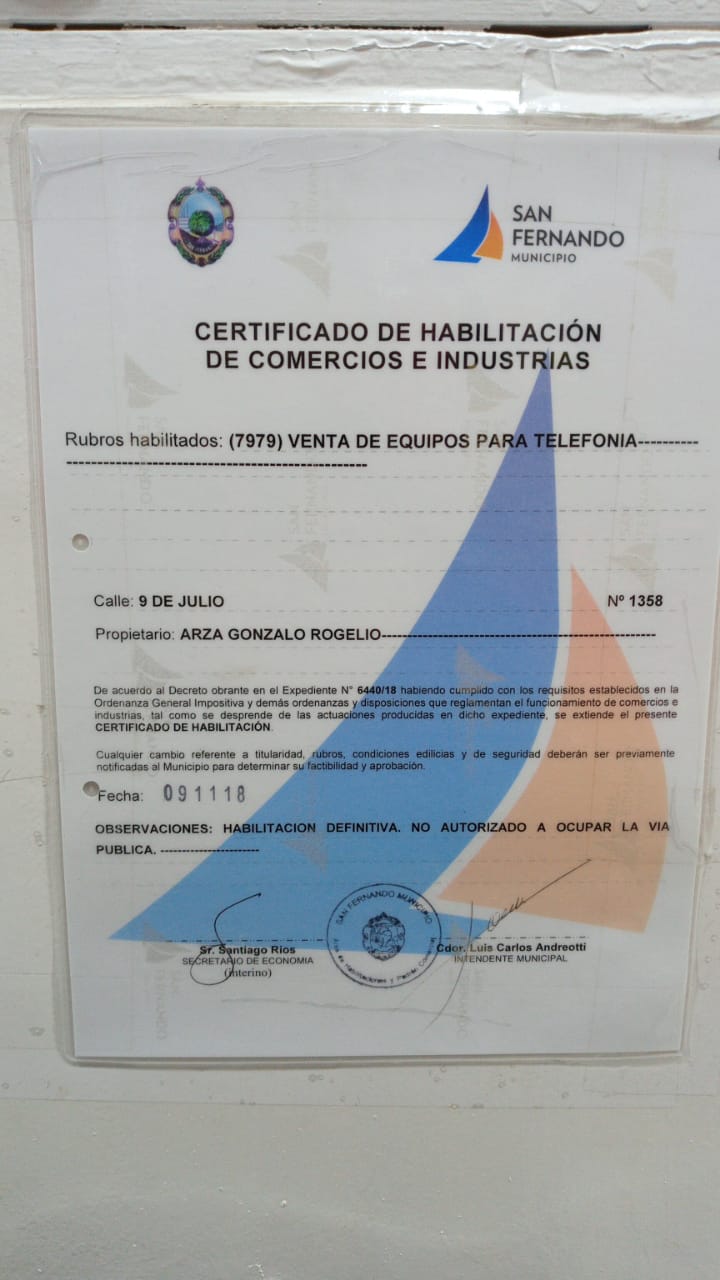 SAN
FERNANDO
MUNICIPIO
CERTIFICADO DE HABILITACIÓN
DE COMERCIOS E INDUSTRIAS
Rubros habilitados: (7979) VENTA DE EQUIPOS PARA TELEFONIA----------
--------------------------------------------------
Calle: 9 DE JULIO Nº 1358
Propietario: ARZA GONZALO ROGELIO---------------------------------------------
De acuerdo al Decreto obrante en el Expediente N° 6440/18 habiendo cumplido con los requisitos establecidos en la
Ordenanza General Impositiva y demás ordenanzas y disposiciones que reglamentan el funcionamiento de comercios e
industrias, tal como se desprende de las actuaciones producidas en dicho expediente, se extiende el presente
CERTIFICADO DE HABILITACIÓN.
Cualquier cambio referente a titularidad, rubros, condiciones edilicias y de seguridad deberán ser previamente
notificadas al Municipio para determinar su factibilidad y aprobación.
Fecha: 091118
OBSERVACIONES: HABILITACION DEFINITIVA. NO AUTORIZADO A OCUPAR LA VIA
PUBLICA. --------------------
SAN FERNANDO MUNICIPIO
Sr. Santiago Ríos
SECRETARIO DE ECONOMIA
(interino)
Cdor. Luis Carlos Andreotti
INTENDENTE MUNICIPAL